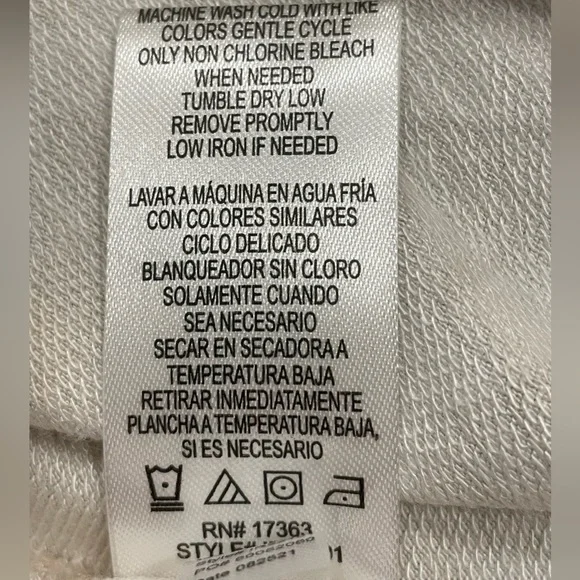 MACHINE WASH COLD WITH LIKE
COLORS GENTLE CYCLE
ONLY NON CHLORINE BLEACH
WHEN NEEDED
TUMBLE DRY LOW
REMOVE PROMPTLY
LOW IRON IF NEEDED
LAVAR A MÁQUINA EN AGUA FRÍA
CON COLORES SIMILARES
CICLO DELICADO
BLANQUEADOR SIN CLORO
SOLAMENTE CUANDO
SEA NECESARIO
SECAR EN SECADORA A
TEMPERATURA BAJA
RETIRAR INMEDIATAMENTE
PLANCHA A TEMPERATURA BAJA,
SI ES NECESARIO
RN# 17363
STYLE#